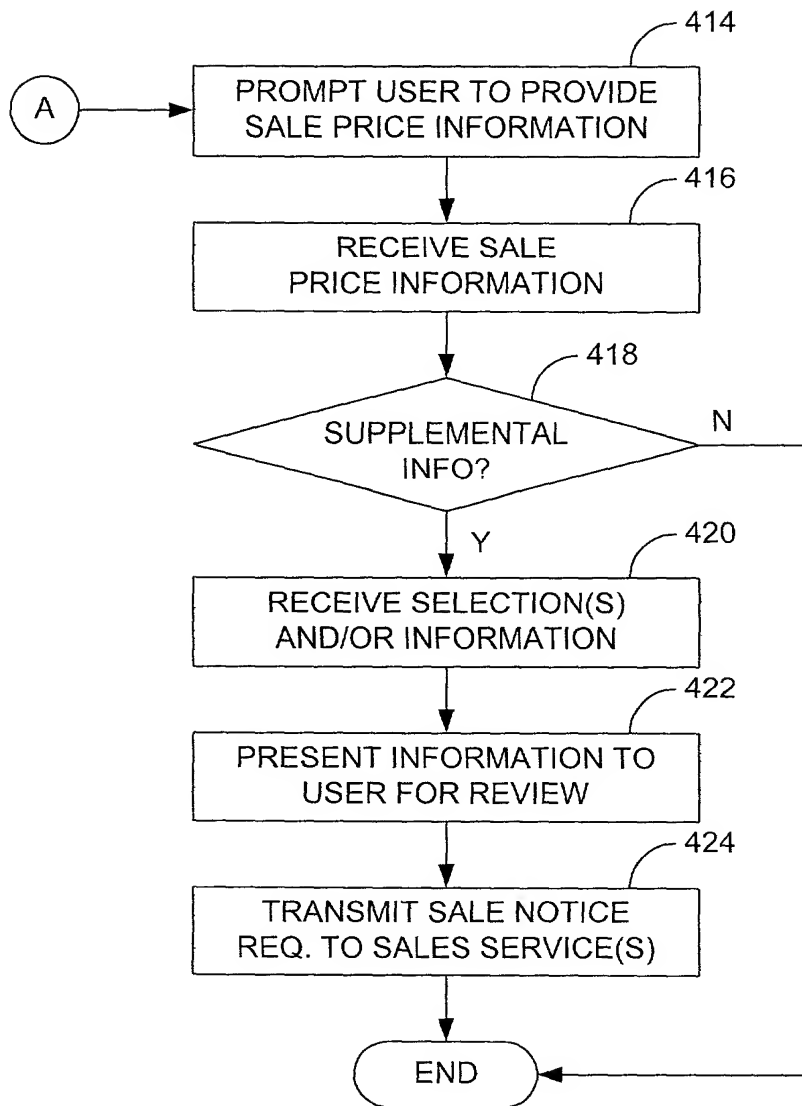 414
A
PROMPT USER TO PROVIDE
SALE PRICE INFORMATION
416
RECEIVE SALE
PRICE INFORMATION
418
SUPPLEMENTAL
INFO?
N
Y
420
RECEIVE SELECTION(S)
AND/OR INFORMATION
422
PRESENT INFORMATION TO
USER FOR REVIEW
424
TRANSMIT SALE NOTICE
REQ. TO SALES SERVICE(S)
END